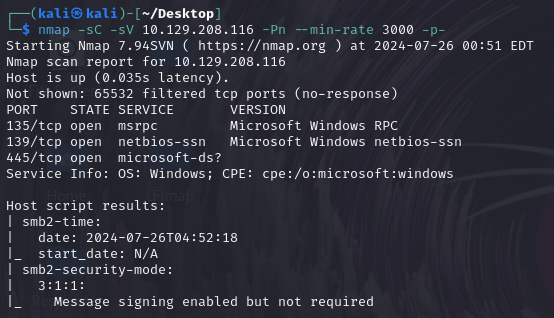 ┌──(kali㉿kali)-[~/Desktop]
└─$ nmap -sC -sV 10.129.208.116 -Pn --min-rate 3000 -p-
Starting Nmap 7.94SVN ( https://nmap.org ) at 2024-07-26 00:51 EDT
Nmap scan report for 10.129.208.116
Host is up (0.035s latency).
Not shown: 65532 filtered tcp ports (no-response)
PORT    STATE SERVICE       VERSION
135/tcp open  msrpc         Microsoft Windows RPC
139/tcp open  netbios-ssn   Microsoft Windows netbios-ssn
445/tcp open  microsoft-ds?
Service Info: OS: Windows; CPE: cpe:/o:microsoft:windows

Host script results:
| smb2-time:
|   date: 2024-07-26T04:52:18
|_  start_date: N/A
| smb2-security-mode:
|   3:1:1:
|_    Message signing enabled but not required